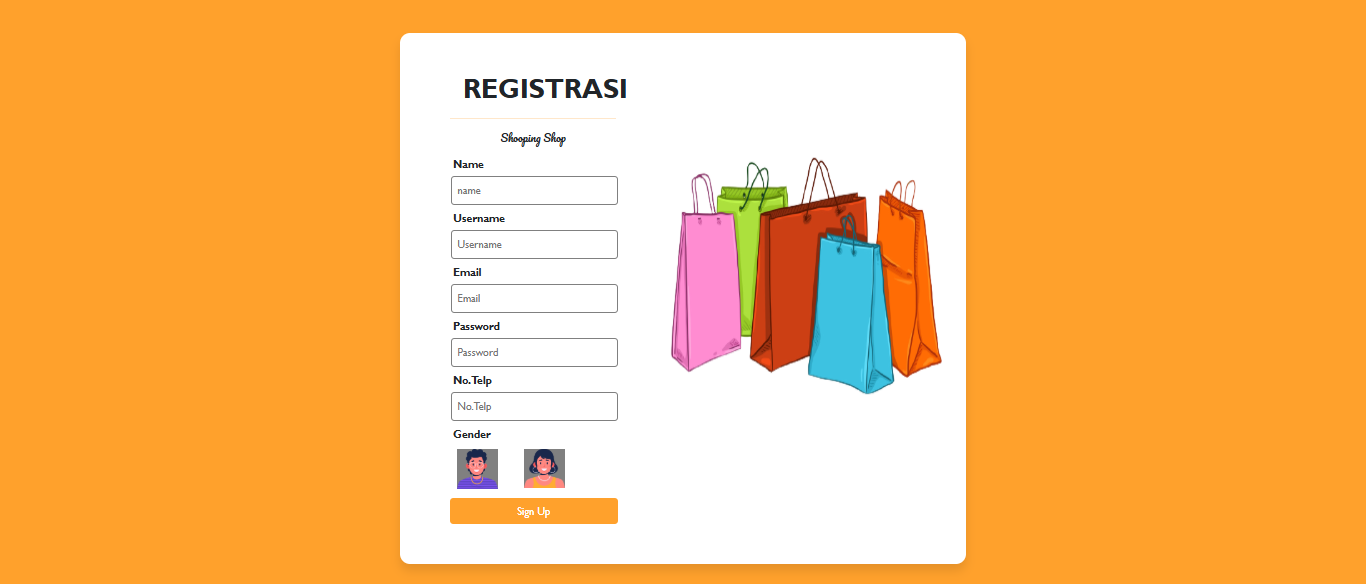 REGISTRASI
Shooping Shop
Name
name
Username
Username
Email
Email
Password
Password
No.Telp
No.Telp
Gender
Sign Up